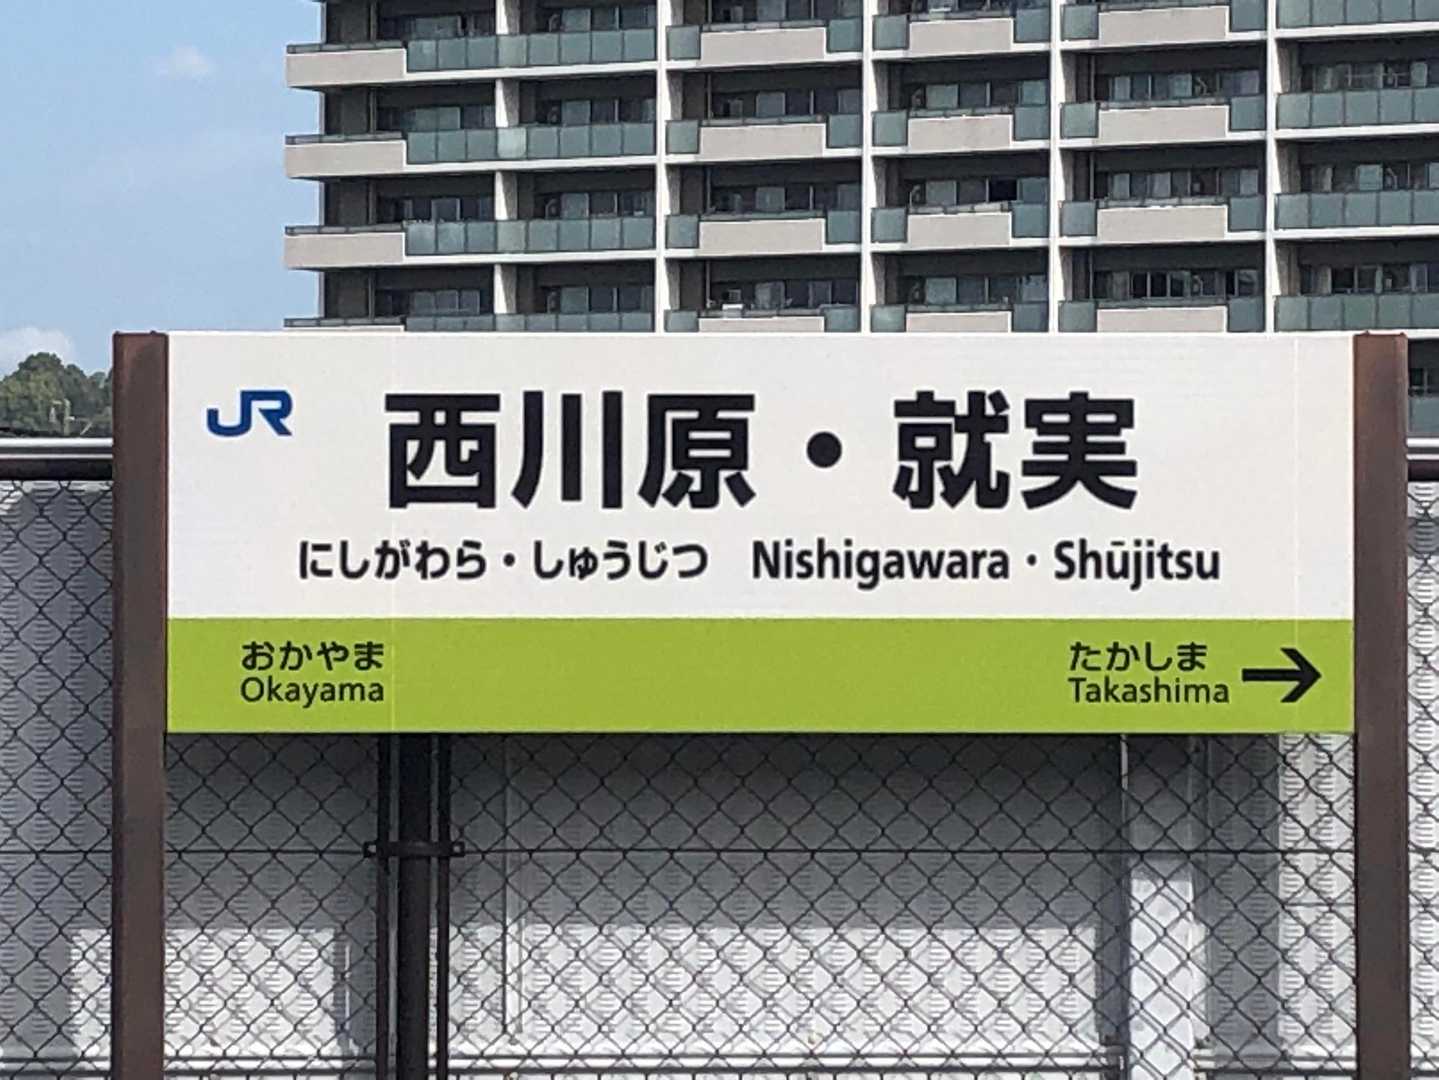 JR
西川原・就実
にしがわら・しゅうじつ Nishigawara・Shūjitsu
おかやま
Okayama
たかしま
Takashima →